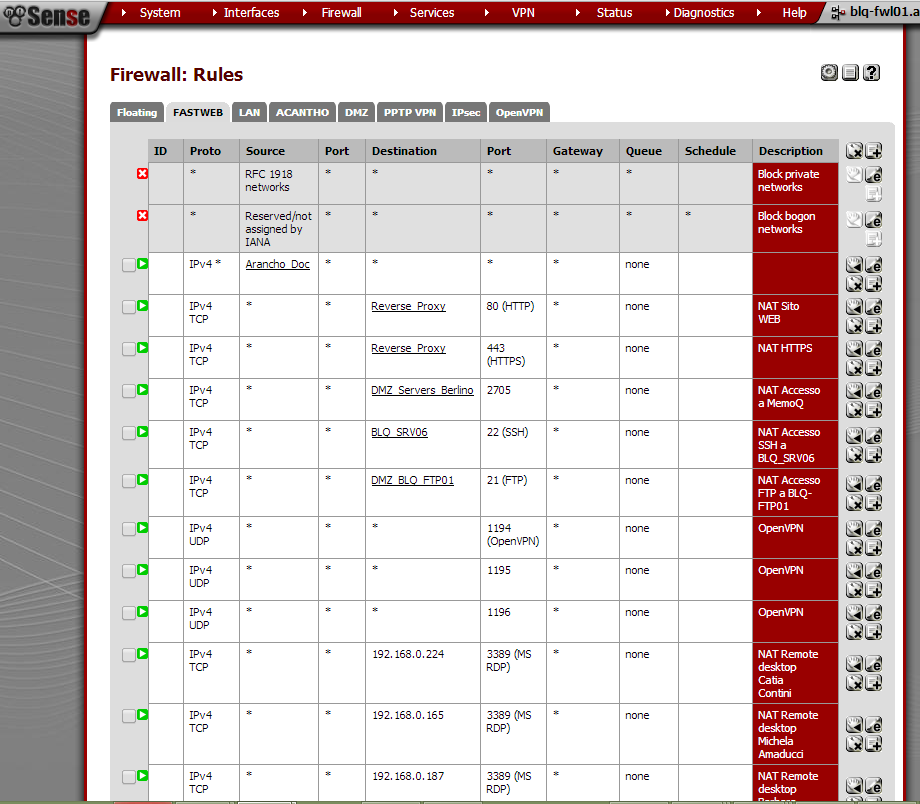 Sense
System Interfaces Firewall Services VPN Status Diagnostics Help blq-fwl01.a
Firewall: Rules
Floating FASTWEB LAN ACANTHO DMZ PPTP VPN IPsec OpenVPN
ID Proto Source Port Destination Port Gateway Queue Schedule Description
* RFC 1918 * * * * * Block private
networks networks
* Reserved/not * * * * * * Block bogon
assigned by networks
IANA
IPv4 * Arancho_Doc * * * * none
IPv4 * * Reverse_Proxy 80 (HTTP) * none NAT Sito
TCP WEB
IPv4 * * Reverse_Proxy 443 * none NAT HTTPS
TCP (HTTPS)
IPv4 * * DMZ_Servers_Berlino 2705 * none NAT Accesso
TCP a MemoQ
IPv4 * * BLQ_SRV06 22 (SSH) * none NAT Accesso
TCP SSH a
BLQ_SRV06
IPv4 * * DMZ_BLQ_FTP01 21 (FTP) * none NAT Accesso
TCP FTP a BLQ-
FTP01
IPv4 * * * 1194 * none OpenVPN
UDP (OpenVPN)
IPv4 * * * 1195 * none OpenVPN
UDP
IPv4 * * * 1196 * none OpenVPN
UDP
IPv4 * * 192.168.0.224 3389 (MS * none NAT Remote
TCP RDP) desktop
Catia
Contini
IPv4 * * 192.168.0.165 3389 (MS * none NAT Remote
TCP RDP) desktop
Michela
Amaducci
IPv4 * * 192.168.0.187 3389 (MS * none NAT Remote
TCP RDP) desktop